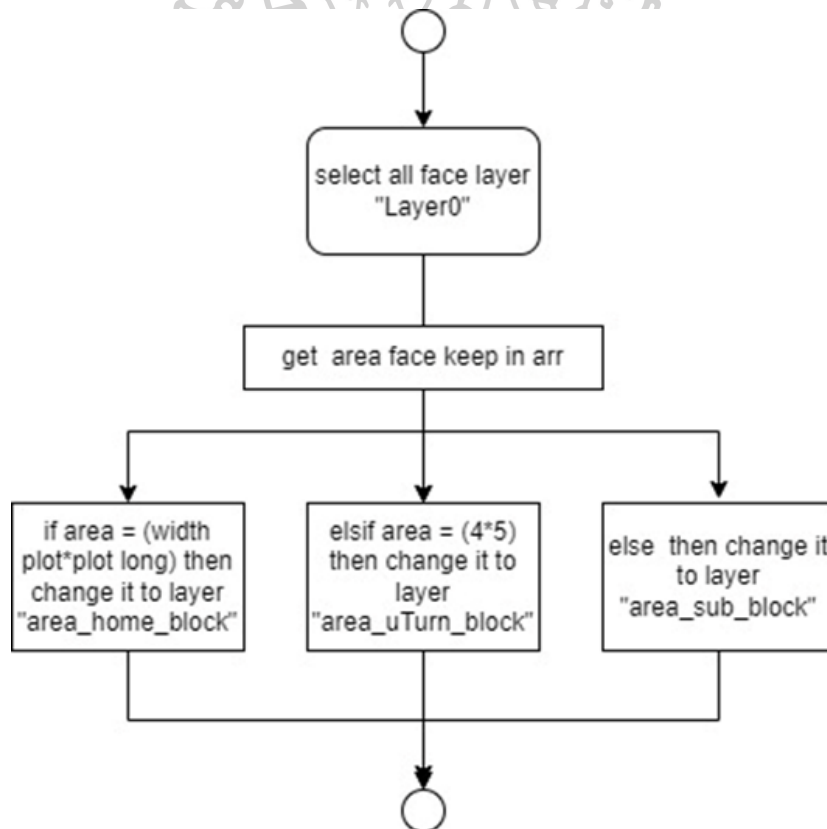 select all face layer
"Layer0"
get area face keep in arr
if area = (width
plot*plot long) then
change it to layer
"area_home_block"
elsif area = (4*5)
then change it to
layer
"area_uTurn_block"
else then change it
to layer
"area_sub_block"